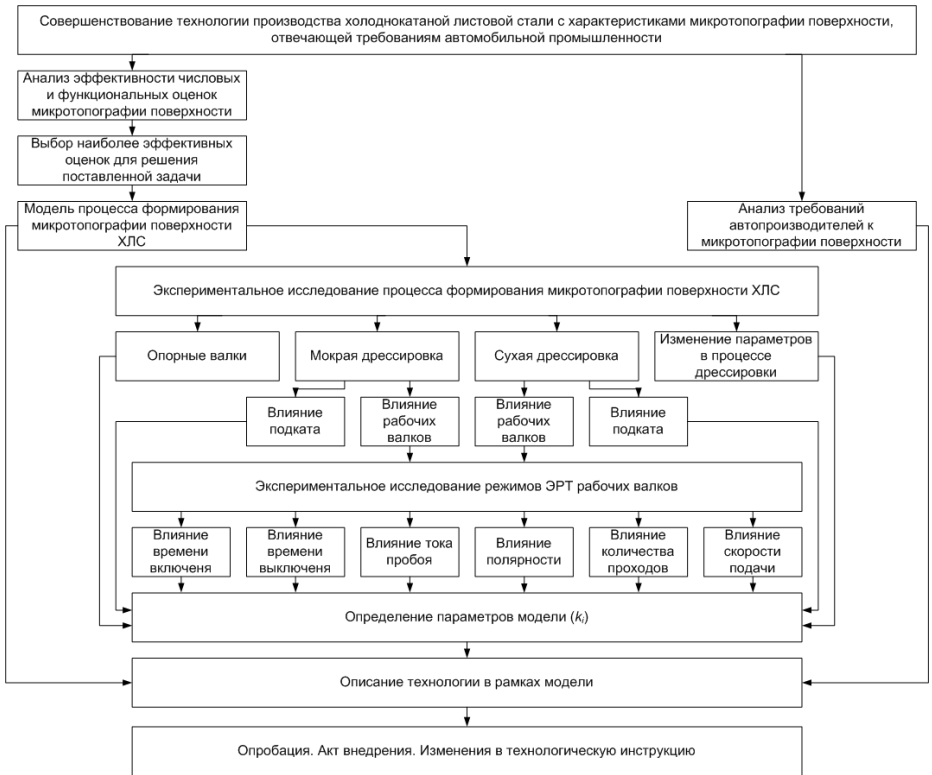 Совершенствование технологии производства холоднокатаной листовой стали с характеристиками микротопографии поверхности,
отвечающей требованиям автомобильной промышленности
Анализ эффективности числовых
и функциональных оценок
микротопографии поверхности
Выбор наиболее эффективных
оценок для решения
поставленной задачи
Модель процесса формирования
микротопографии поверхности
ХЛС
Анализ требований
автопроизводителей к
микротопографии поверхности
Экспериментальное исследование процесса формирования микротопографии поверхности ХЛС
Опорные валки
Мокрая дрессировка
Сухая дрессировка
Изменение параметров
в процессе
дрессировки
Влияние
подката
Влияние
рабочих
валков
Влияние
рабочих
валков
Влияние
подката
Экспериментальное исследование режимов ЭРТ рабочих валков
Влияние
времени
включеня
Влияние
времени
выключеня
Влияние тока
пробоя
Влияние
полярности
Влияние
количества
проходов
Влияние
скорости
подачи
Определение параметров модели (ki)
Описание технологии в рамках модели
Опробация. Акт внедрения. Изменения в технологическую инструкцию